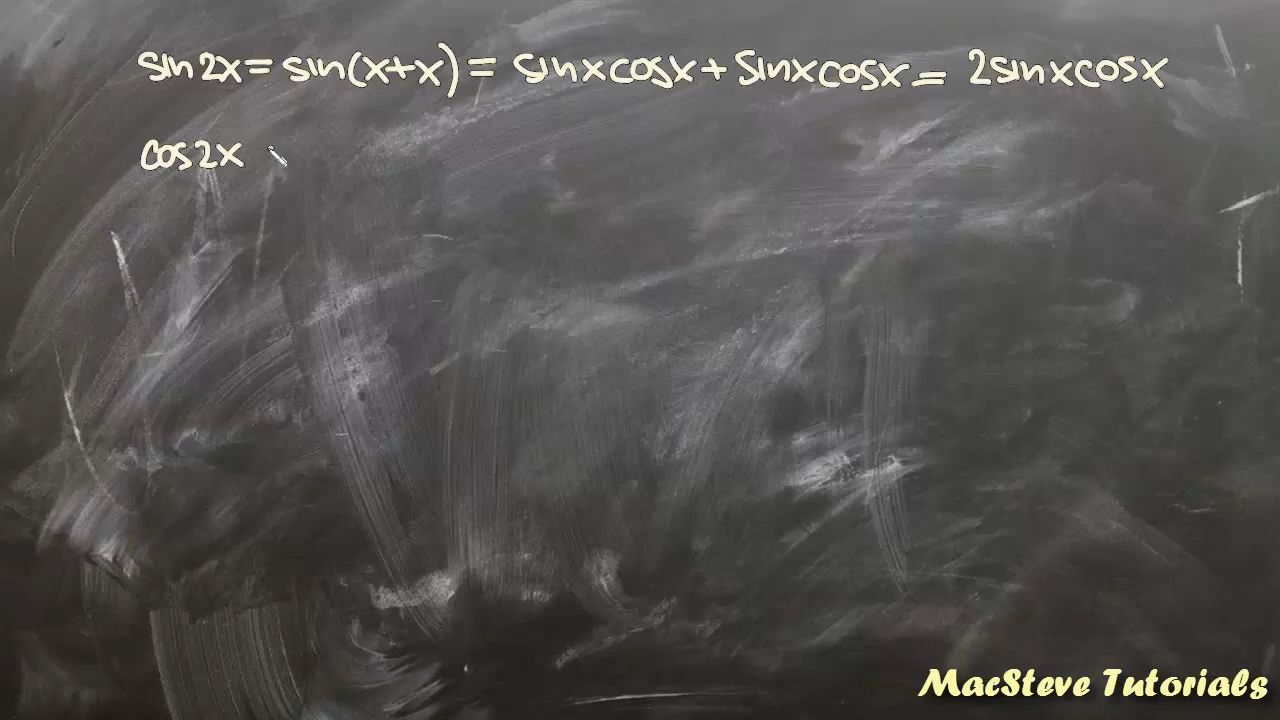 sin2x = sin(x+x) = sinxcosx + sinxcosx = 2sinxcosx
cos2x
MacSteve Tutorials